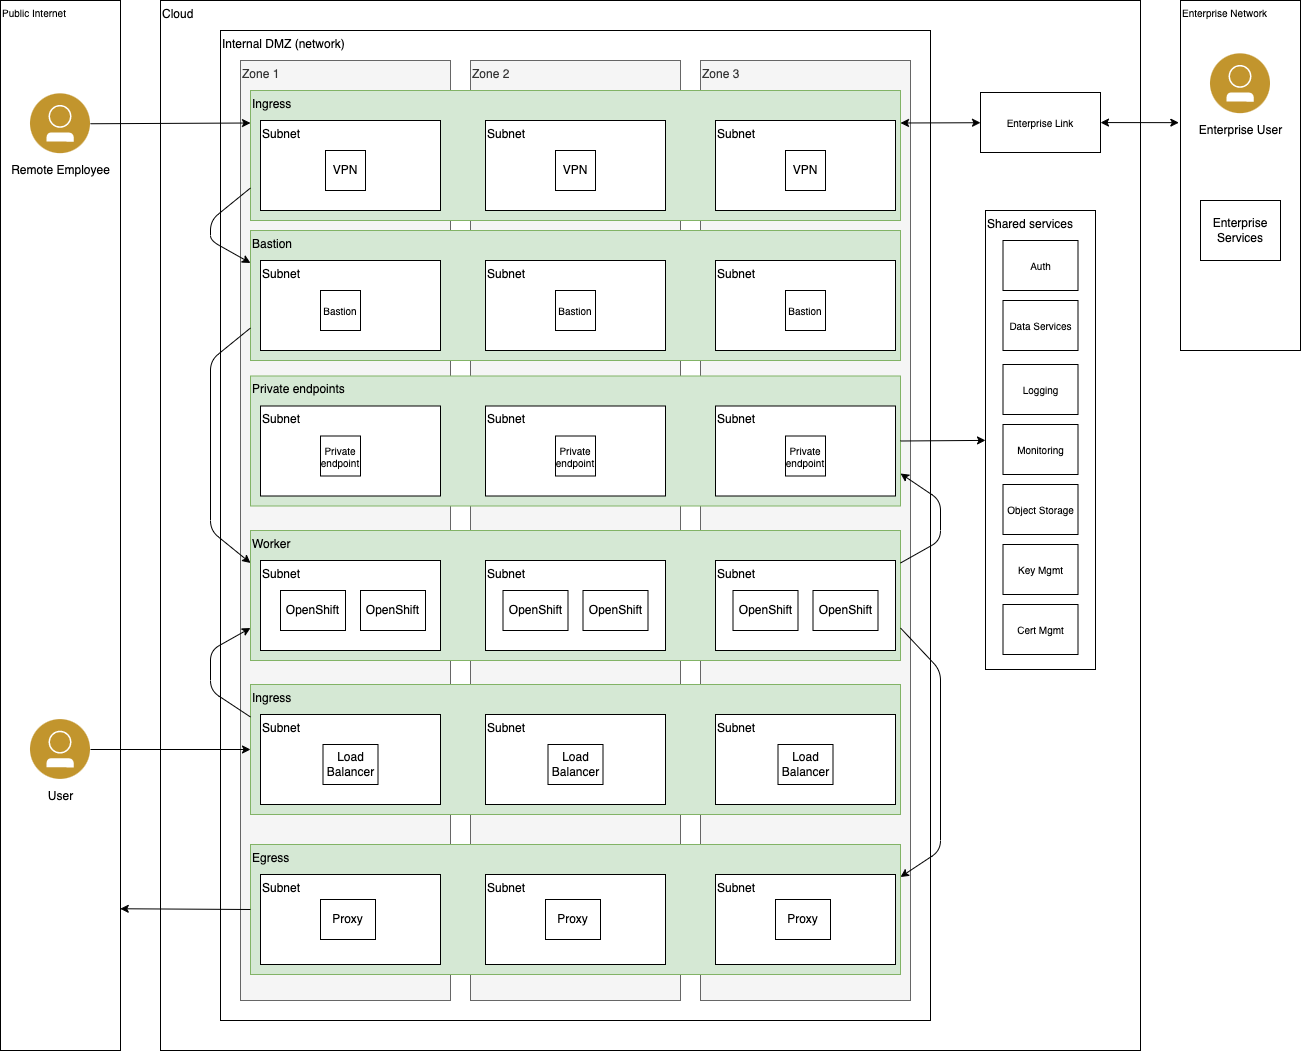 Public Internet
Remote Employee
User
Cloud
Internal DMZ (network)
Zone 1
Zone 2
Zone 3
Ingress
Subnet
VPN
Subnet
VPN
Subnet
VPN
Bastion
Subnet
Bastion
Subnet
Bastion
Subnet
Bastion
Private endpoints
Subnet
Private
endpoint
Subnet
Private
endpoint
Subnet
Private
endpoint
Worker
Subnet
OpenShift
OpenShift
Subnet
OpenShift
OpenShift
Subnet
OpenShift
OpenShift
Ingress
Subnet
Load
Balancer
Subnet
Load
Balancer
Subnet
Load
Balancer
Egress
Subnet
Proxy
Subnet
Proxy
Subnet
Proxy
Enterprise Link
Shared services
Auth
Data Services
Logging
Monitoring
Object Storage
Key Mgmt
Cert Mgmt
Enterprise Network
Enterprise User
Enterprise
Services